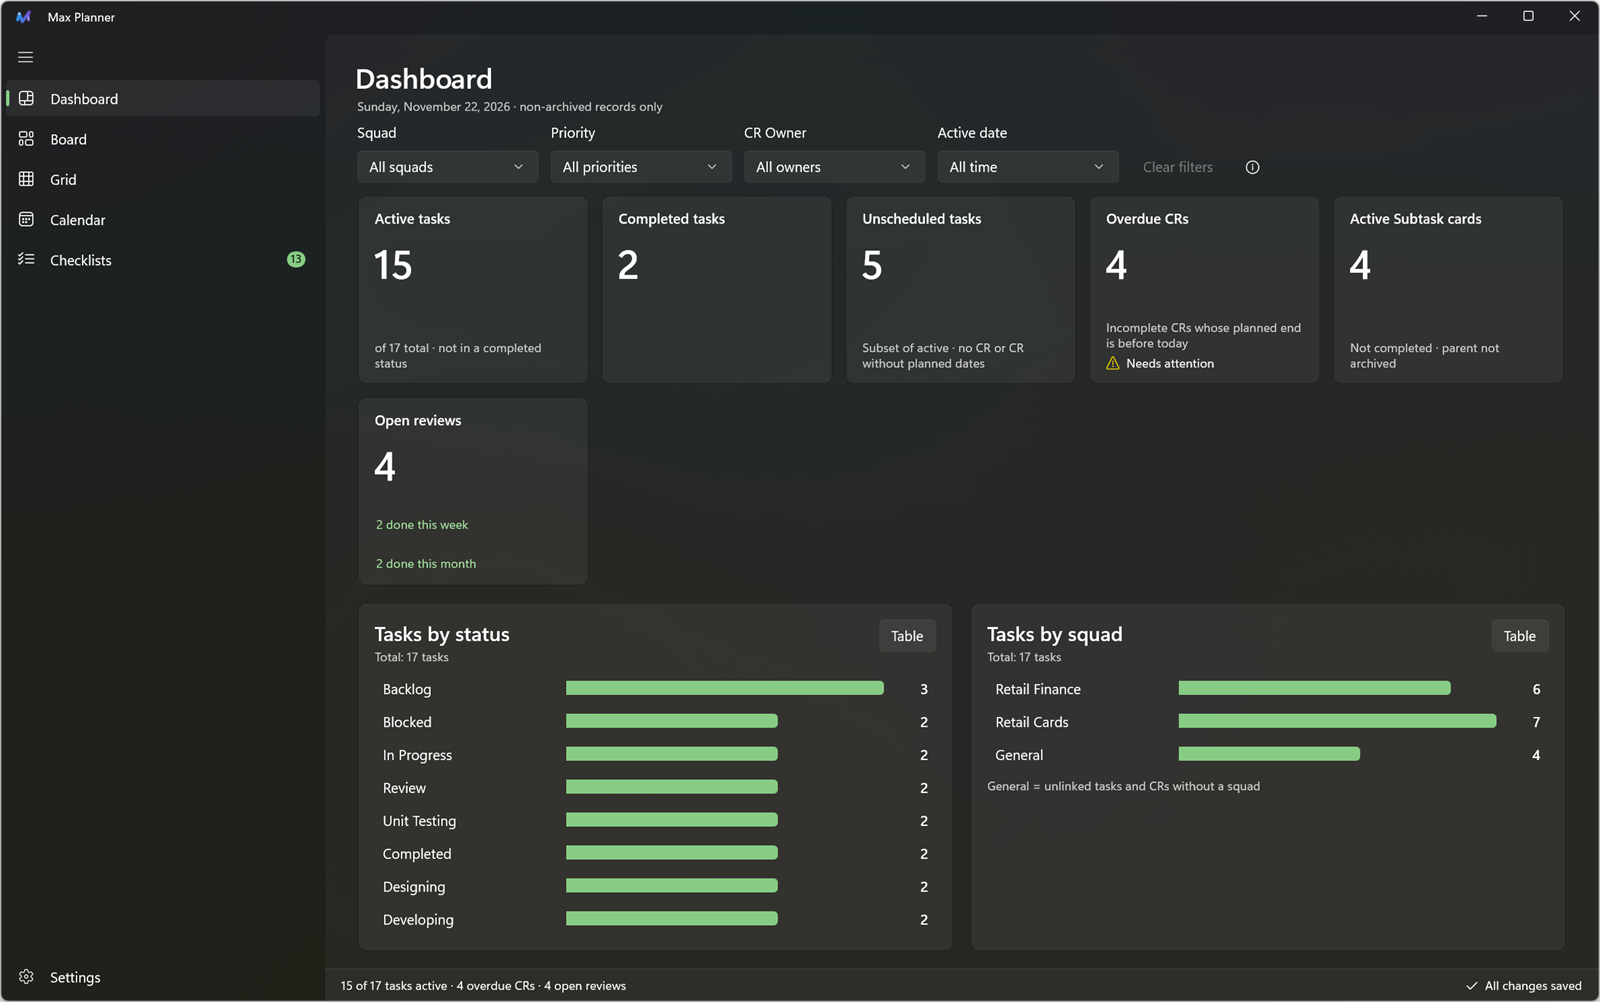 Max Planner
Dashboard
Board
Grid
Calendar
Checklists
13
Settings
Dashboard
Sunday, November 22, 2026 · non-archived records only
Squad
Priority
CR Owner
Active date
All squads
All priorities
All owners
All time
Clear filters
Active tasks
15
of 17 total · not in a completed
status
Completed tasks
2
Unscheduled tasks
5
Subset of active · no CR or CR
without planned dates
Overdue CRs
4
Incomplete CRs whose planned end
is before today
Needs attention
Active Subtask cards
4
Not completed · parent not
archived
Open reviews
4
2 done this week
2 done this month
Tasks by status
Table
Total: 17 tasks
Backlog 3
Blocked 2
In Progress 2
Review 2
Unit Testing 2
Completed 2
Designing 2
Developing 2
Tasks by squad
Table
Total: 17 tasks
Retail Finance 6
Retail Cards 7
General 4
General = unlinked tasks and CRs without a squad
15 of 17 tasks active · 4 overdue CRs · 4 open reviews
All changes saved